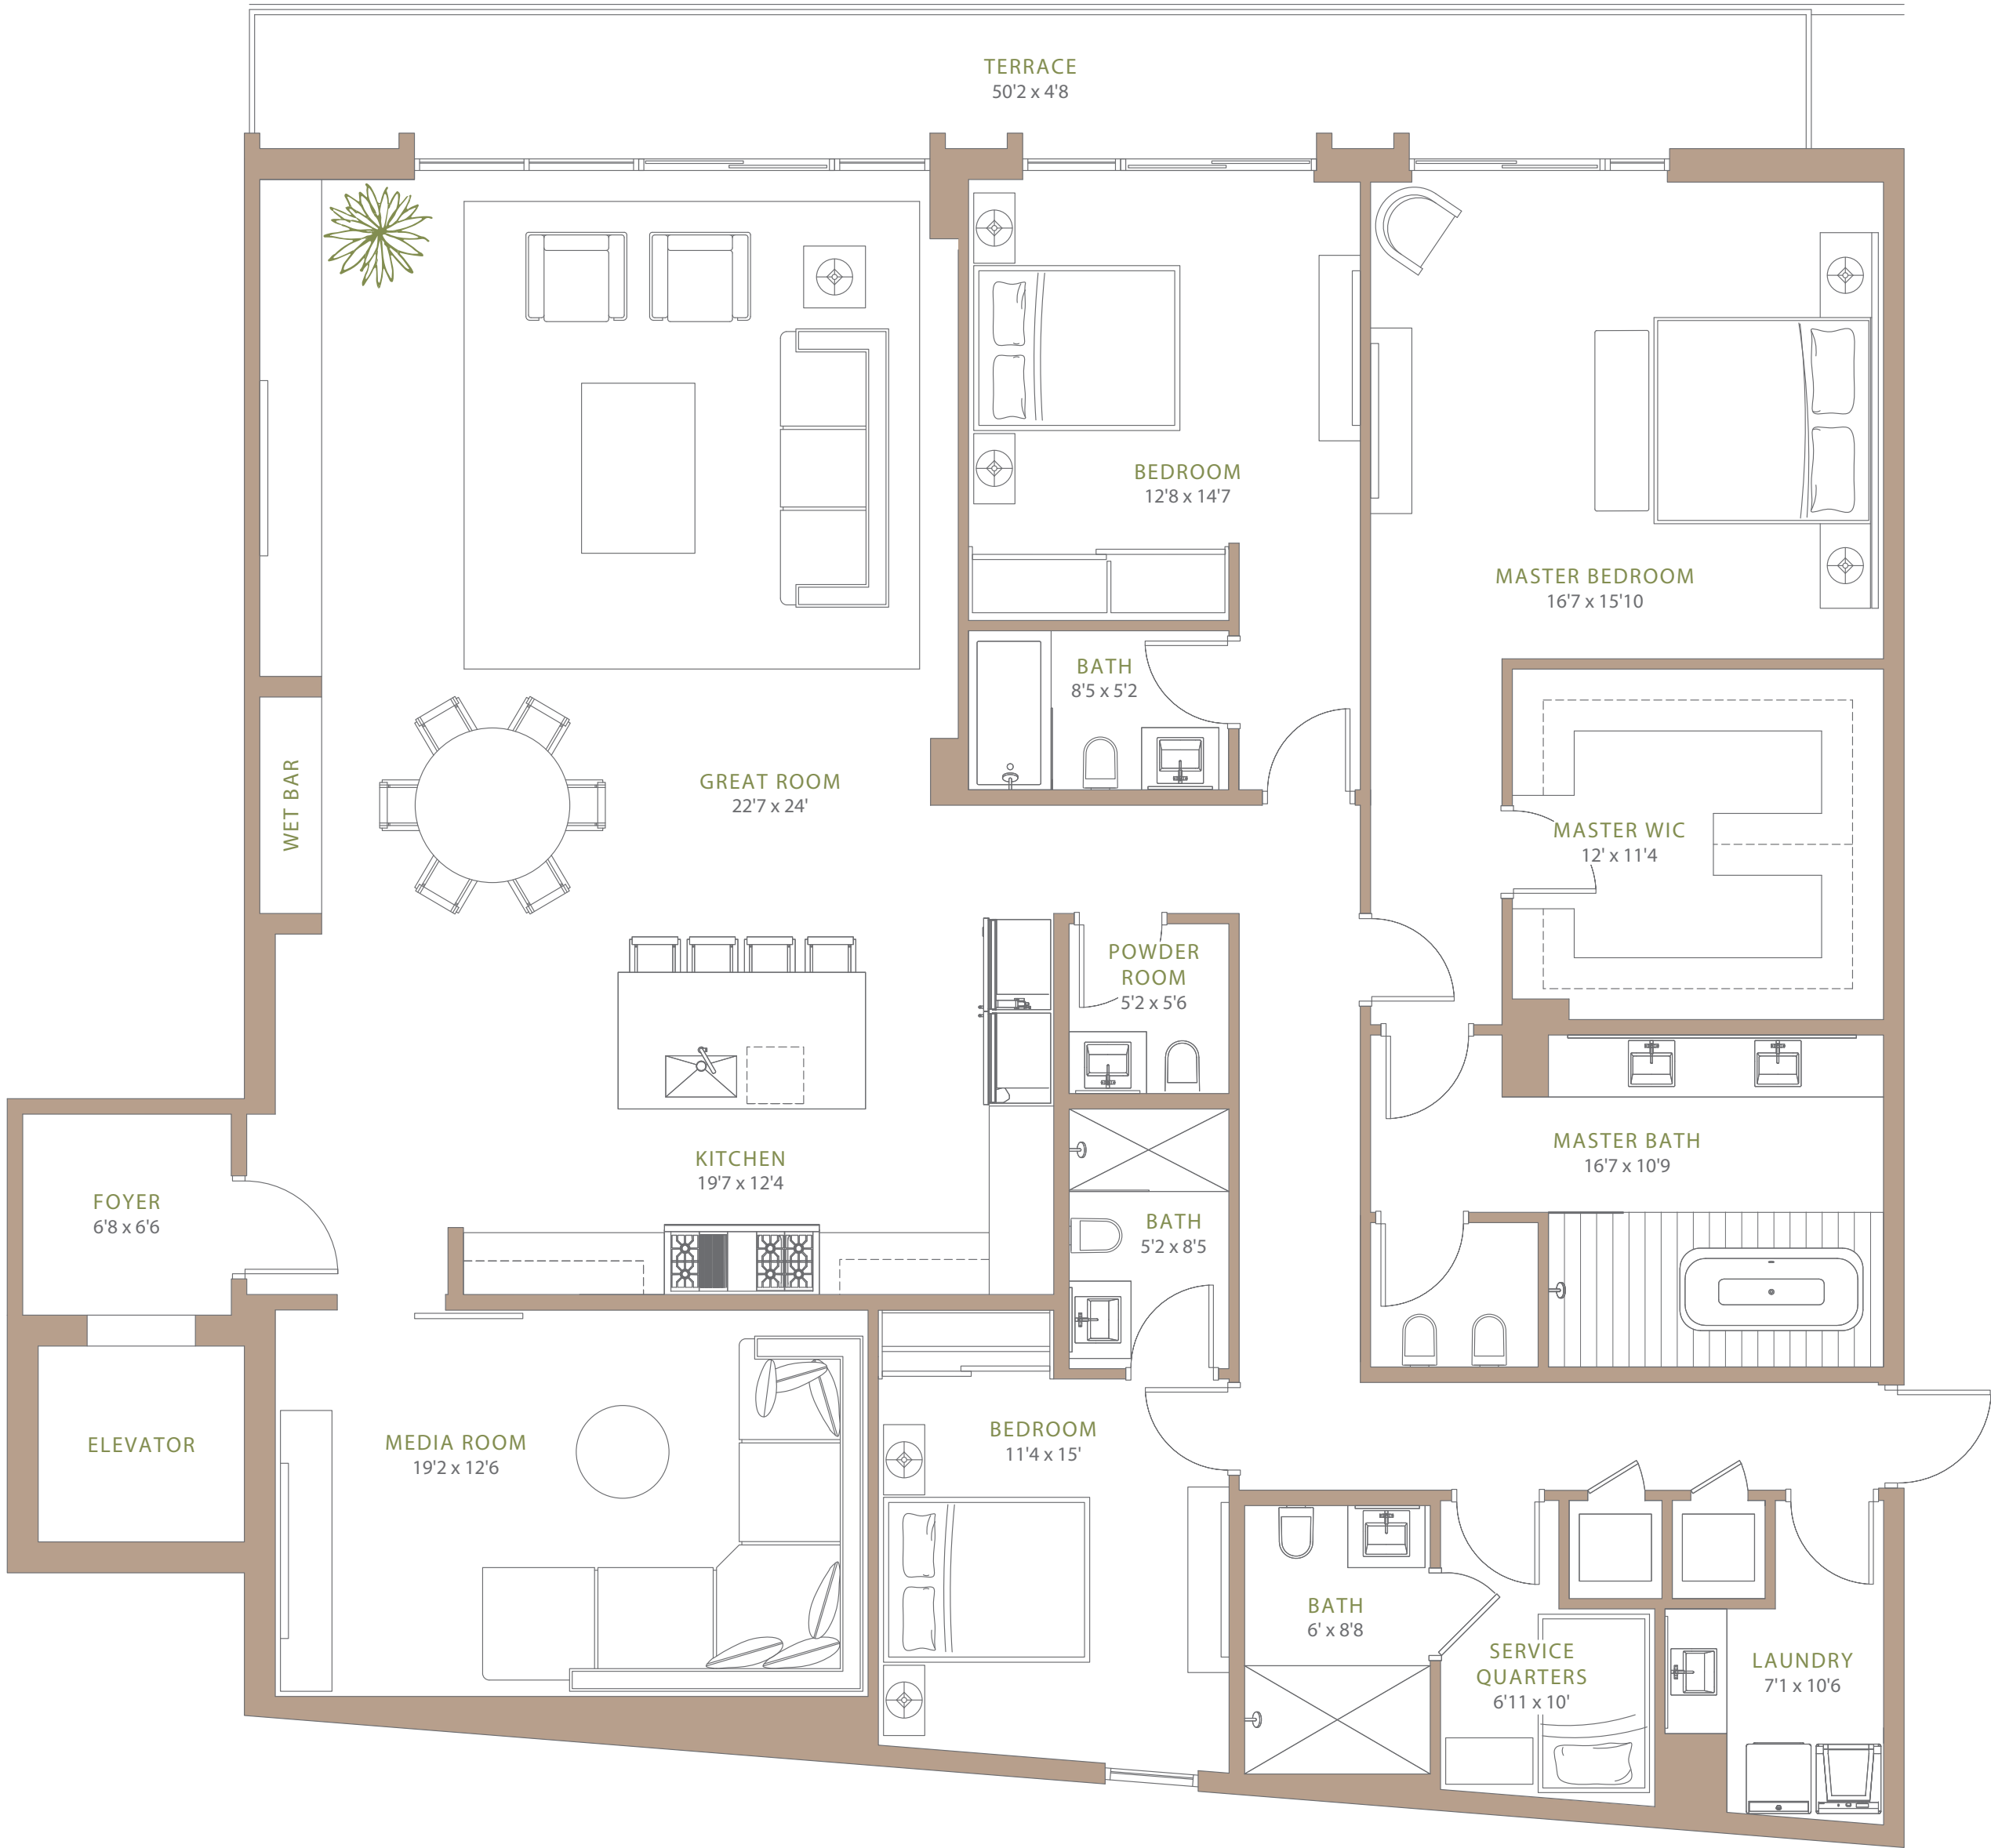 TERRACE
50'2 x 4'8
BEDROOM
12'8 x 14'7
MASTER BEDROOM
16'7 x 15'10
BATH
8'5 x 5'2
WET BAR
GREAT ROOM
22'7 x 24'
MASTER WIC
12' x 11'4
POWDER
ROOM
5'2 x 5'6
KITCHEN
19'7 x 12'4
MASTER BATH
16'7 x 10'9
FOYER
6'8 x 6'6
BATH
5'2 x 8'5
ELEVATOR
MEDIA ROOM
19'2 x 12'6
BEDROOM
11'4 x 15'
BATH
6' x 8'8
SERVICE
QUARTERS
6'11 x 10'
LAUNDRY
7'1 x 10'6